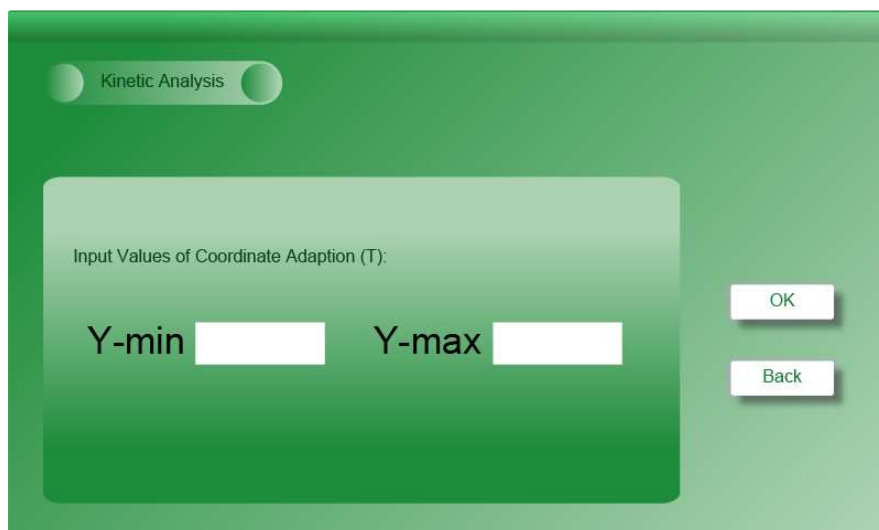 Kinetic Analysis
Input Values of Coordinate Adaption (T):
Y-min Y-max
OK
Back